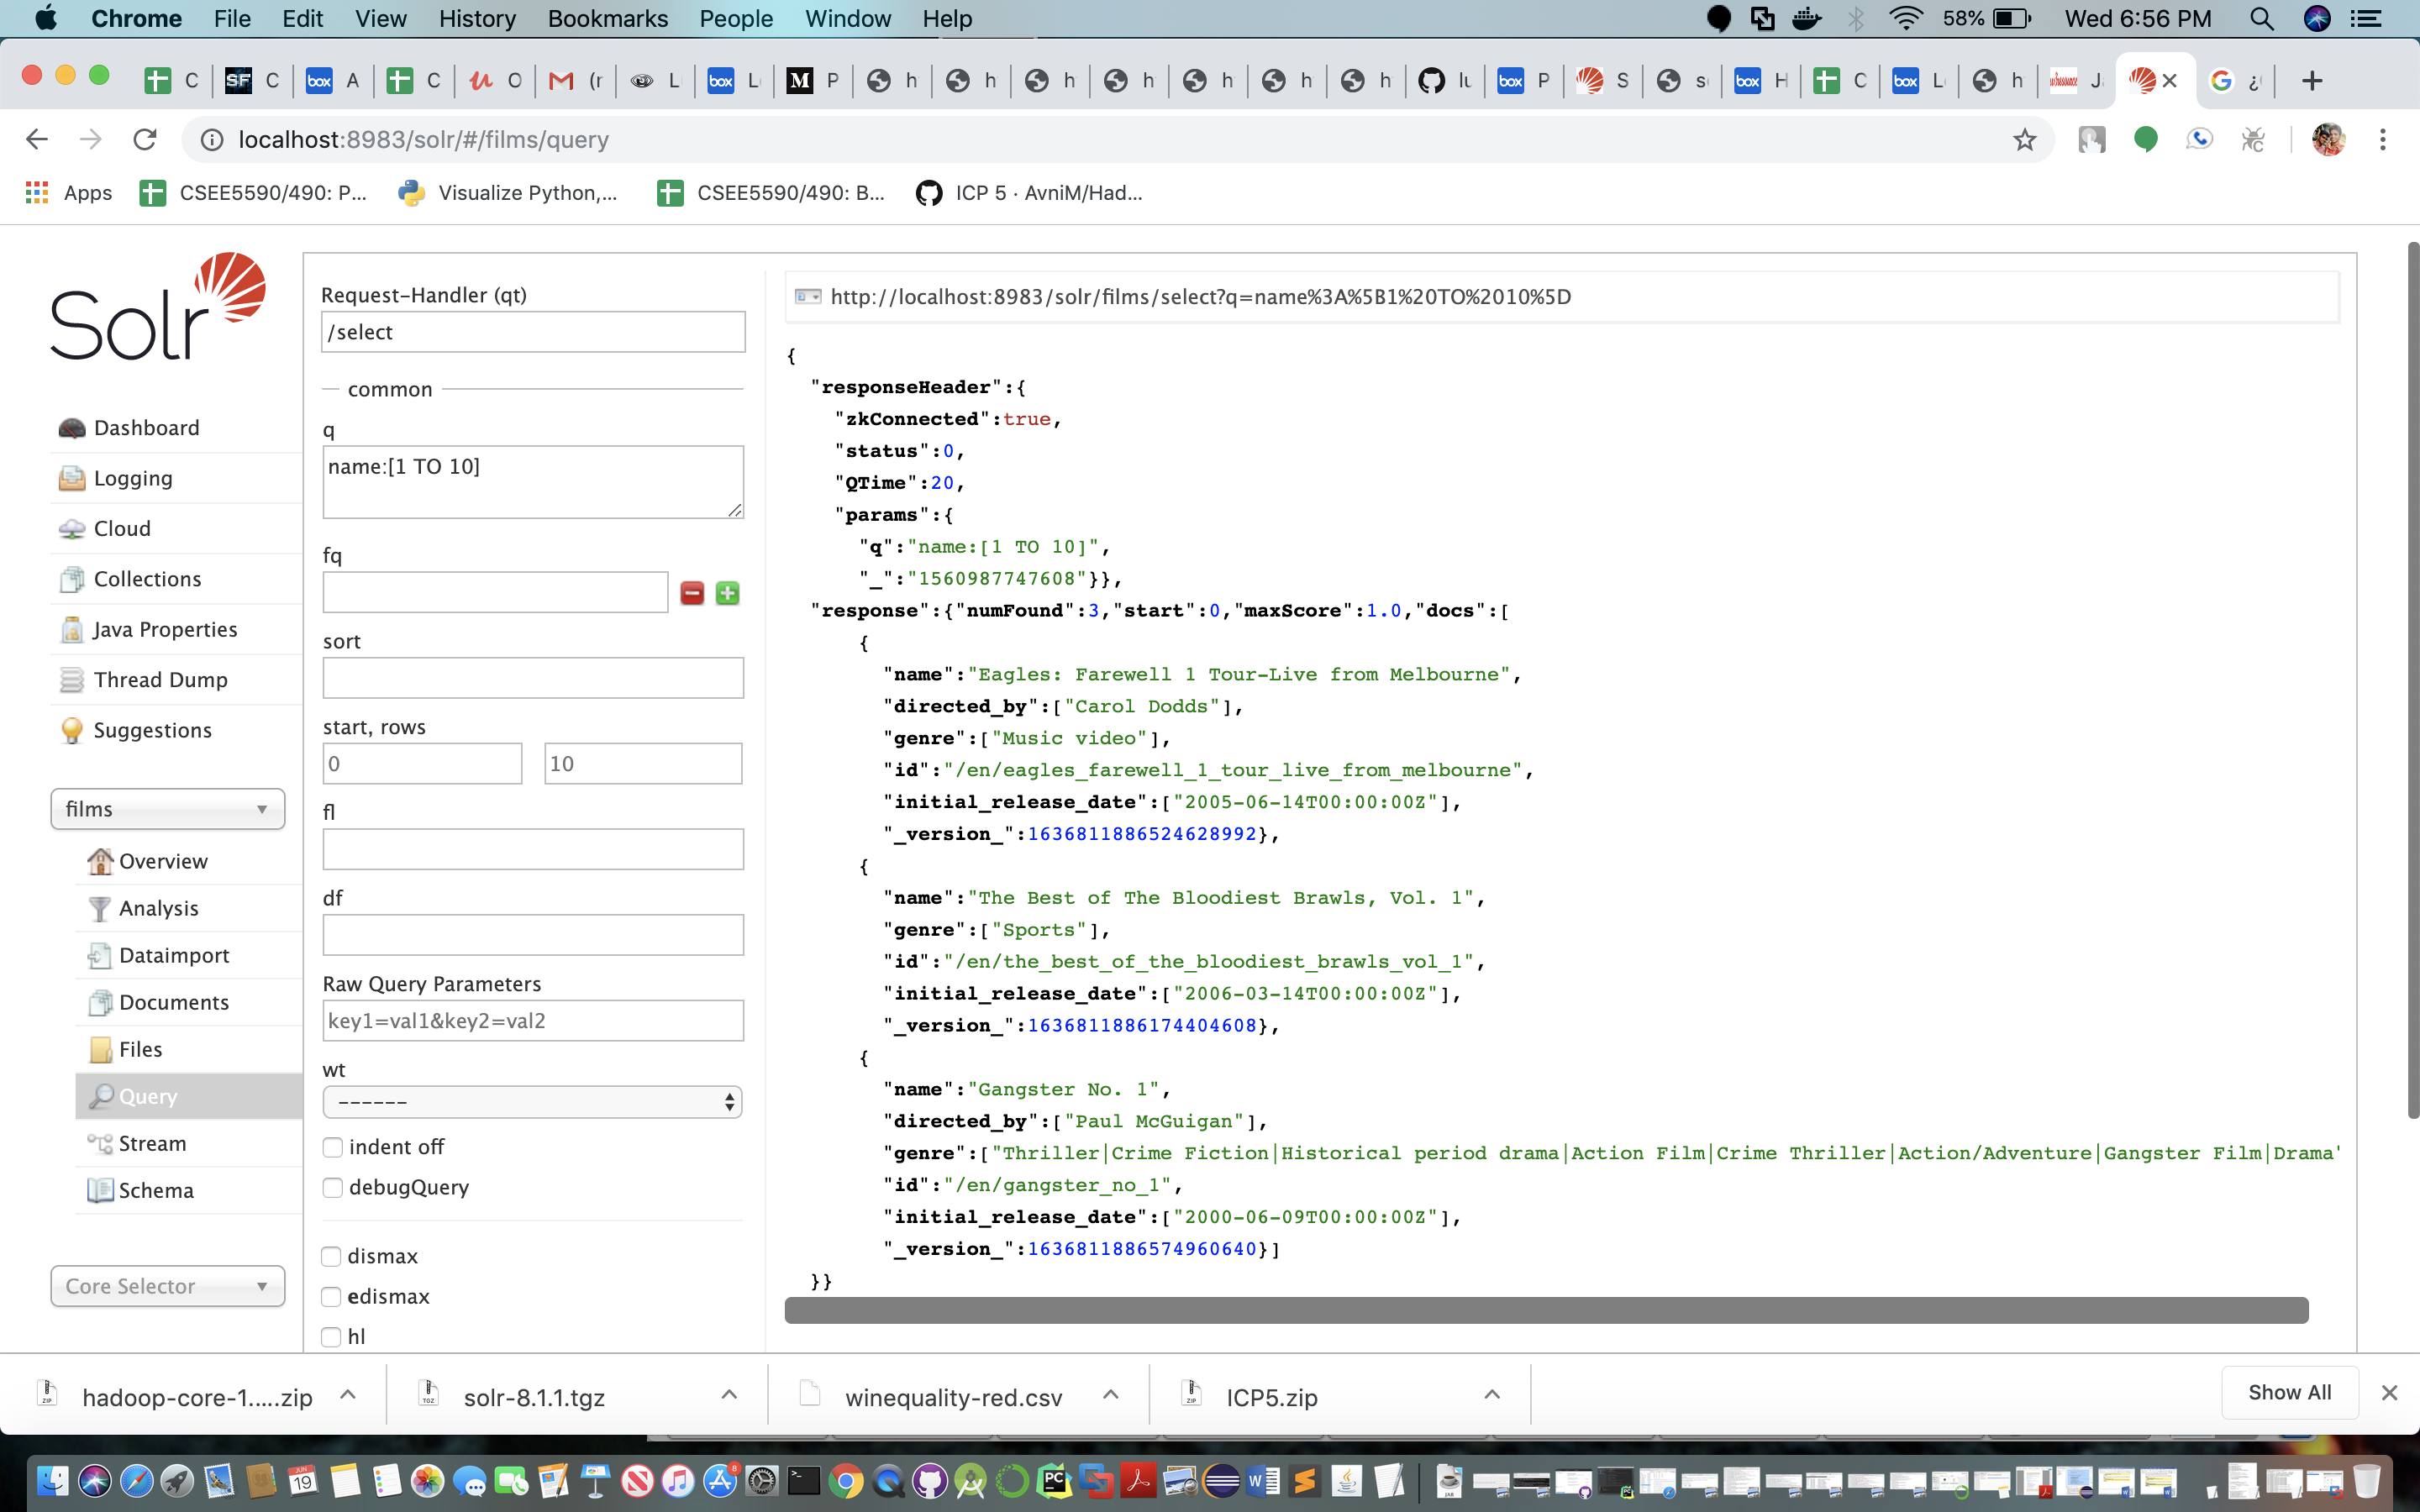 Chrome File Edit View History Bookmarks People Window Help 58% Wed 6:56 PM
C SF C box A C O (r L box L M P h h h h h h h lu box P S s box H C box L h J ¿
localhost:8983/solr/#/films/query
Apps CSEE5590/490: P... Visualize Python,... CSEE5590/490: B... ICP 5 · AvniM/Had...
Solr
Dashboard
Logging
Cloud
Collections
Java Properties
Thread Dump
Suggestions
films
Overview
Analysis
Dataimport
Documents
Files
Query
Stream
Schema
Core Selector
Request-Handler (qt)
/select
common
q
name:[1 TO 10]
fq
sort
start, rows
0 10
fl
df
Raw Query Parameters
key1=val1&key2=val2
wt
------
indent off
debugQuery
dismax
edismax
hl
http://localhost:8983/solr/films/select?q=name%3A%5B1%20TO%2010%5D
{
"responseHeader":{
"zkConnected":true,
"status":0,
"QTime":20,
"params":{
"q":"name:[1 TO 10]",
"_":"1560987747608"}},
"response":{"numFound":3,"start":0,"maxScore":1.0,"docs":[
{
"name":"Eagles: Farewell 1 Tour-Live from Melbourne",
"directed_by":["Carol Dodds"],
"genre":["Music video"],
"id":"/en/eagles_farewell_1_tour_live_from_melbourne",
"initial_release_date":["2005-06-14T00:00:00Z"],
"_version_":1636811886524628992},
{
"name":"The Best of The Bloodiest Brawls, Vol. 1",
"genre":["Sports"],
"id":"/en/the_best_of_the_bloodiest_brawls_vol_1",
"initial_release_date":["2006-03-14T00:00:00Z"],
"_version_":1636811886174404608},
{
"name":"Gangster No. 1",
"directed_by":["Paul McGuigan"],
"genre":["Thriller|Crime Fiction|Historical period drama|Action Film|Crime Thriller|Action/Adventure|Gangster Film|Drama"
"id":"/en/gangster_no_1",
"initial_release_date":["2000-06-09T00:00:00Z"],
"_version_":1636811886574960640}]
}}
hadoop-core-1.....zip solr-8.1.1.tgz winequality-red.csv ICP5.zip Show All
JUN 19 8 PC W